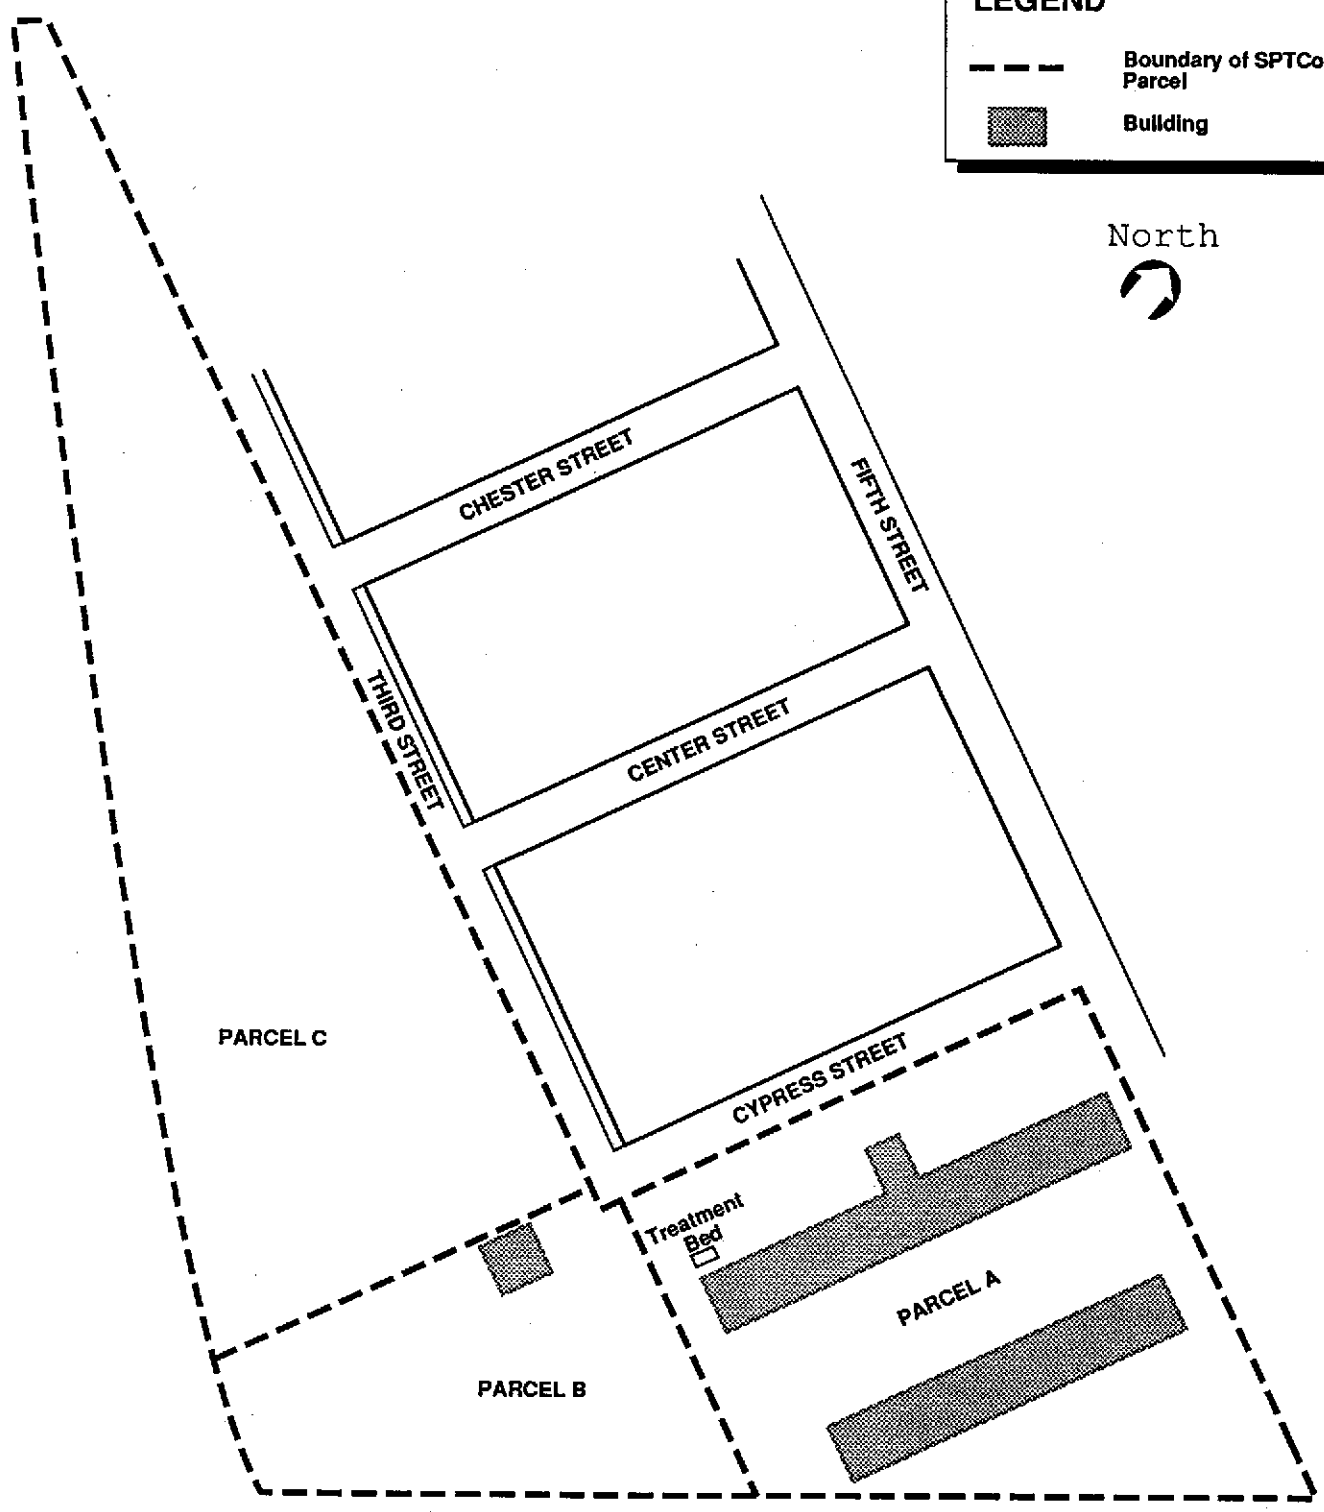 LEGEND
Boundary of SPTCo
Parcel
Building
North
CHESTER STREET
FIFTH STREET
THIRD STREET
CENTER STREET
PARCEL C
CYPRESS STREET
Treatment
Bed
PARCEL A
PARCEL B